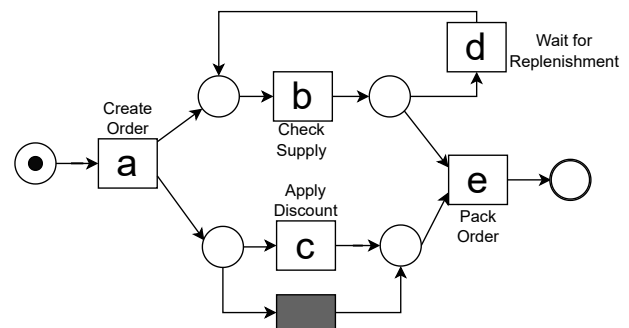 d
Wait for
Replenishment
Create
Order
a
b
Check
Supply
Apply
Discount
c
e
Pack
Order